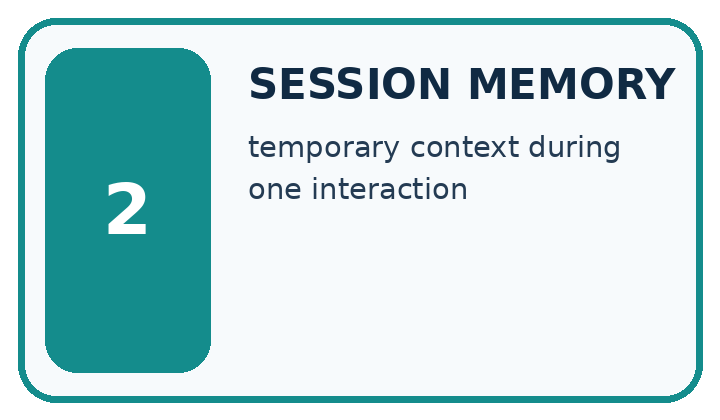 2
SESSION MEMORY
temporary context during
one interaction